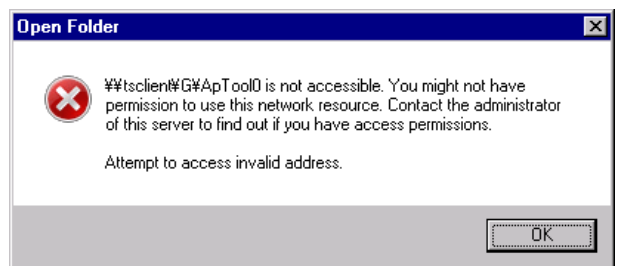 Open Folder
¥¥tsclient¥G¥ApTool0 is not accessible. You might not have
permission to use this network resource. Contact the administrator
of this server to find out if you have access permissions.
Attempt to access invalid address.
OK